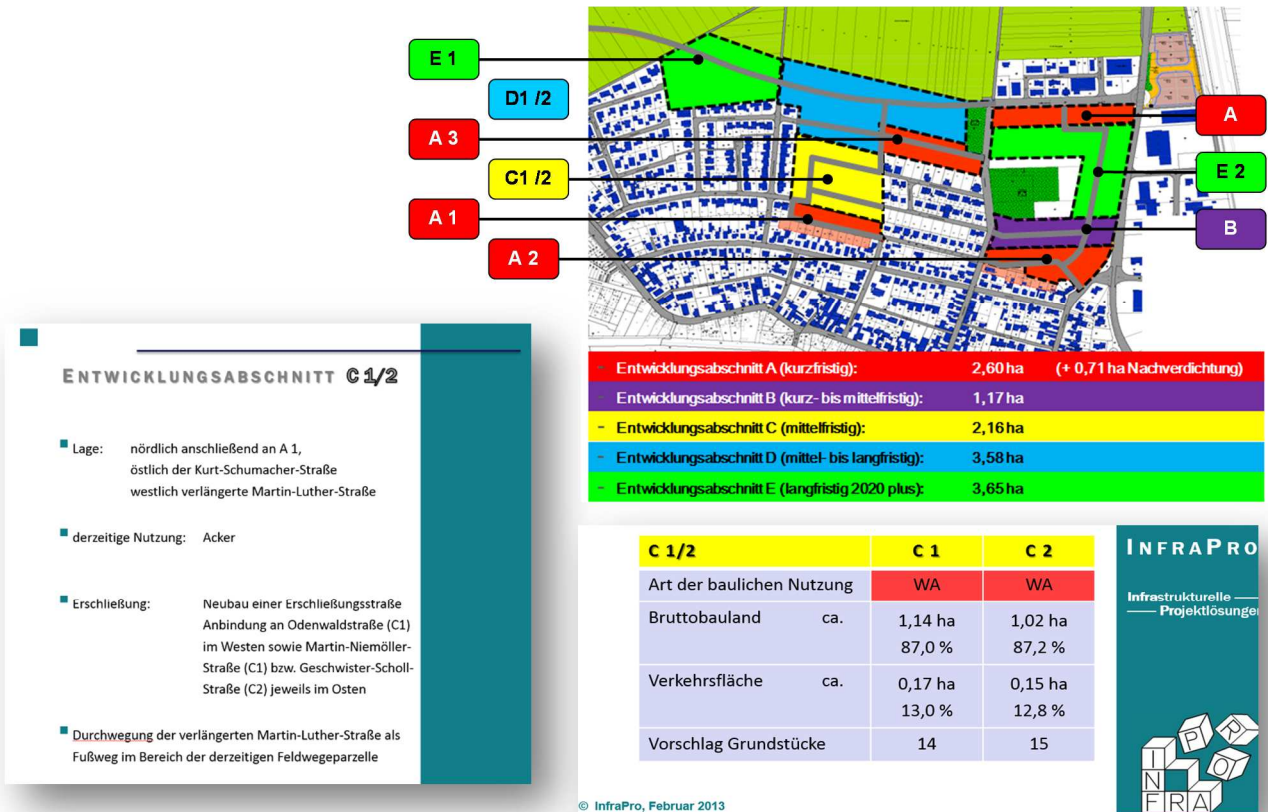 E 1
D1 /2
A 3
C1 /2
A 1
A 2
A
E 2
B
- Entwicklungsabschnitt A (kurzfristig): 2,60 ha (+ 0,71 ha Nachverdichtung)
- Entwicklungsabschnitt B (kurz- bis mittelfristig): 1,17 ha
- Entwicklungsabschnitt C (mittelfristig): 2,16 ha
- Entwicklungsabschnitt D (mittel- bis langfristig): 3,58 ha
- Entwicklungsabschnitt E (langfristig 2020 plus): 3,65 ha
ENTWICKLUNGSABSCHNITT C 1/2
Lage: nördlich anschließend an A 1,
östlich der Kurt-Schumacher-Straße
westlich verlängerte Martin-Luther-Straße
derzeitige Nutzung: Acker
Erschließung: Neubau einer Erschließungsstraße
Anbindung an Odenwaldstraße (C1)
im Westen sowie Martin-Niemöller-
Straße (C1) bzw. Geschwister-Scholl-
Straße (C2) jeweils im Osten
Durchwegung der verlängerten Martin-Luther-Straße als
Fußweg im Bereich der derzeitigen Feldwegeparzelle
C 1/2 C 1 C 2
Art der baulichen Nutzung WA WA
Bruttobauland ca. 1,14 ha 1,02 ha
87,0 % 87,2 %
Verkehrsfläche ca. 0,17 ha 0,15 ha
13,0 % 12,8 %
Vorschlag Grundstücke 14 15
© InfraPro, Februar 2013
INFRAPRO
Infrastrukturelle
Projektlösunge
PRO
INFRA